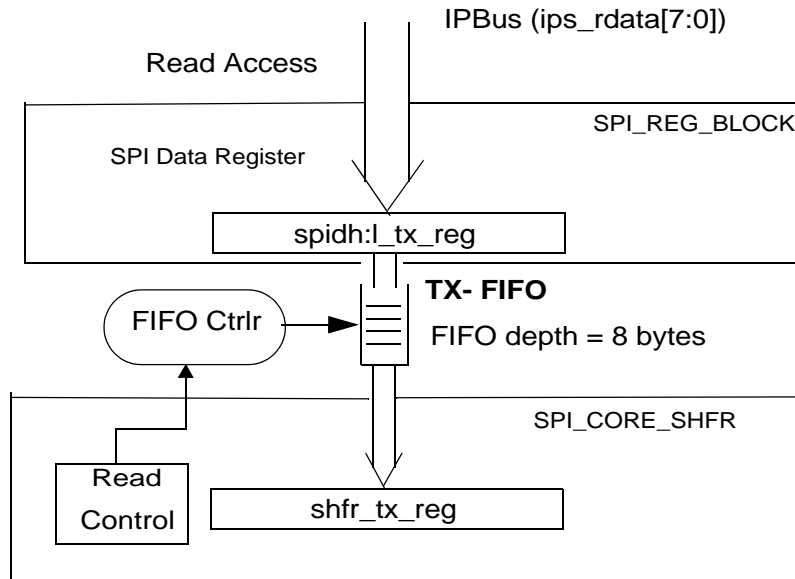 IPBus (ips_rdata[7:0])
Read Access
SPI_REG_BLOCK
SPI Data Register
spidh:l_tx_reg
TX- FIFO
FIFO Ctrlr
FIFO depth = 8 bytes
SPI_CORE_SHFR
Read
Control
shfr_tx_reg